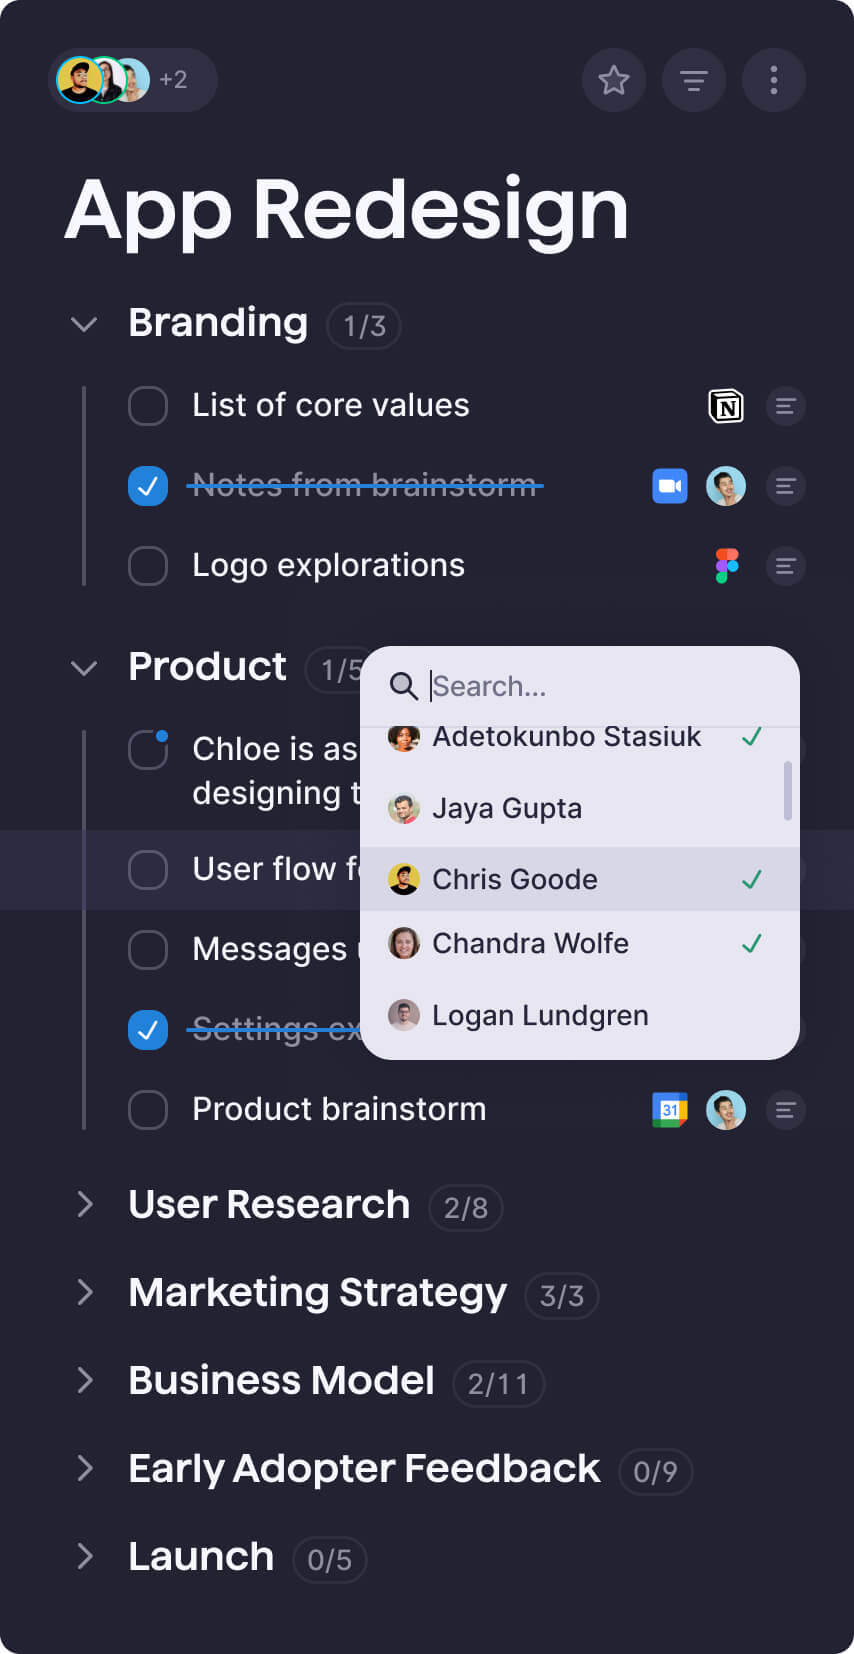 +2
App Redesign
Branding 1/3
List of core values
N
Notes from brainstorm
Logo explorations
Product 1/5
Search...
Adetokunbo Stasiuk
Chloe is as
designing t
Jaya Gupta
User flow f
Chris Goode
Messages
Chandra Wolfe
Settings ex
Logan Lundgren
Product brainstorm
31
User Research 2/8
Marketing Strategy 3/3
Business Model 2/11
Early Adopter Feedback 0/9
Launch 0/5